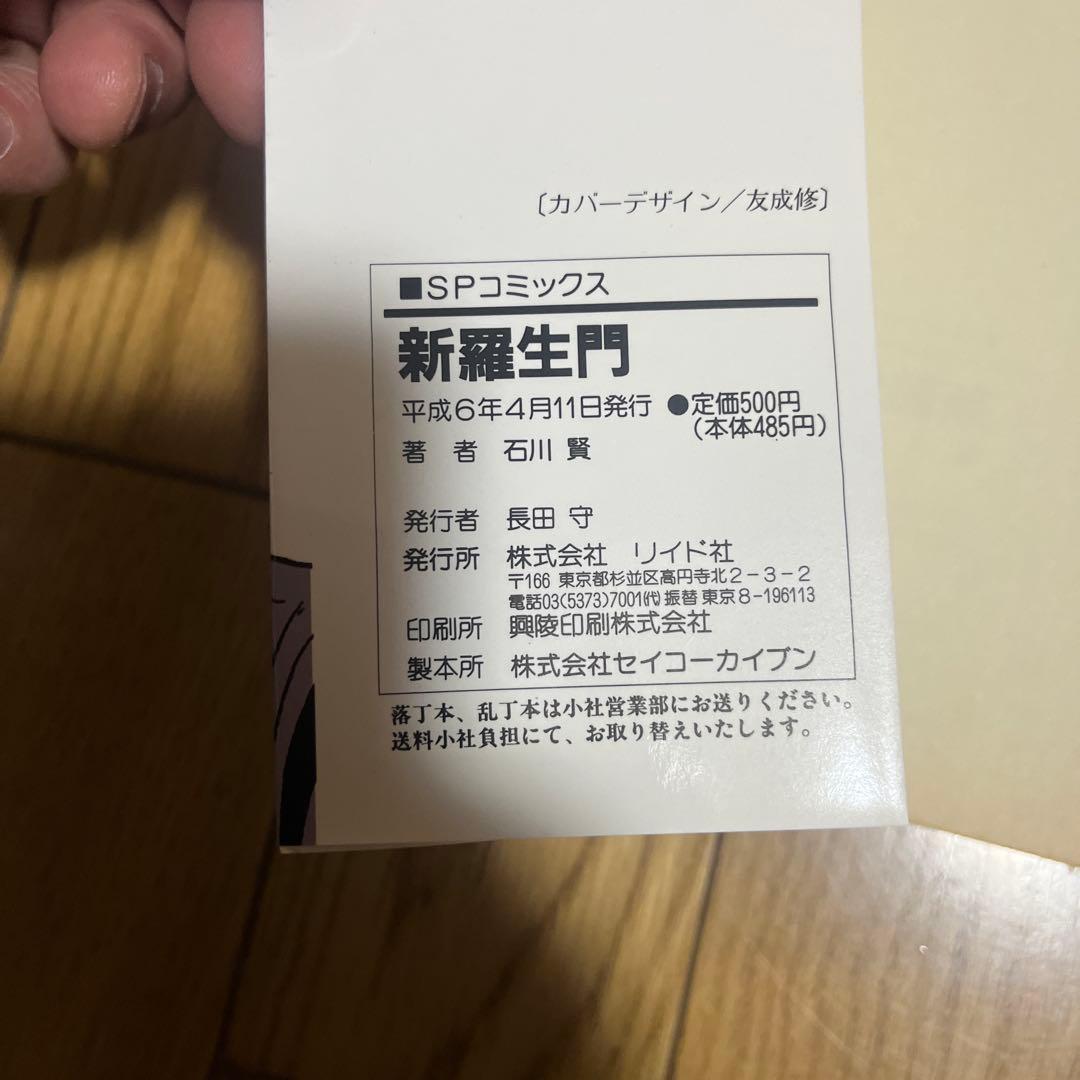 〔カバーデザイン／友成修〕
■SPコミックス
新羅生門
平成6年4月11日発行 ●定価500円
(本体485円)
著者 石川 賢
発行者 長田 守
発行所 株式会社 リイド社
〒166 東京都杉並区高円寺北2-3-2
電話03(5373)7001(代) 振替 東京8-196113
印刷所 興陵印刷株式会社
製本所 株式会社セイコーカイブン
落丁本、乱丁本は小社営業部にお送りください。
送料小社負担にて、お取り替えいたします。